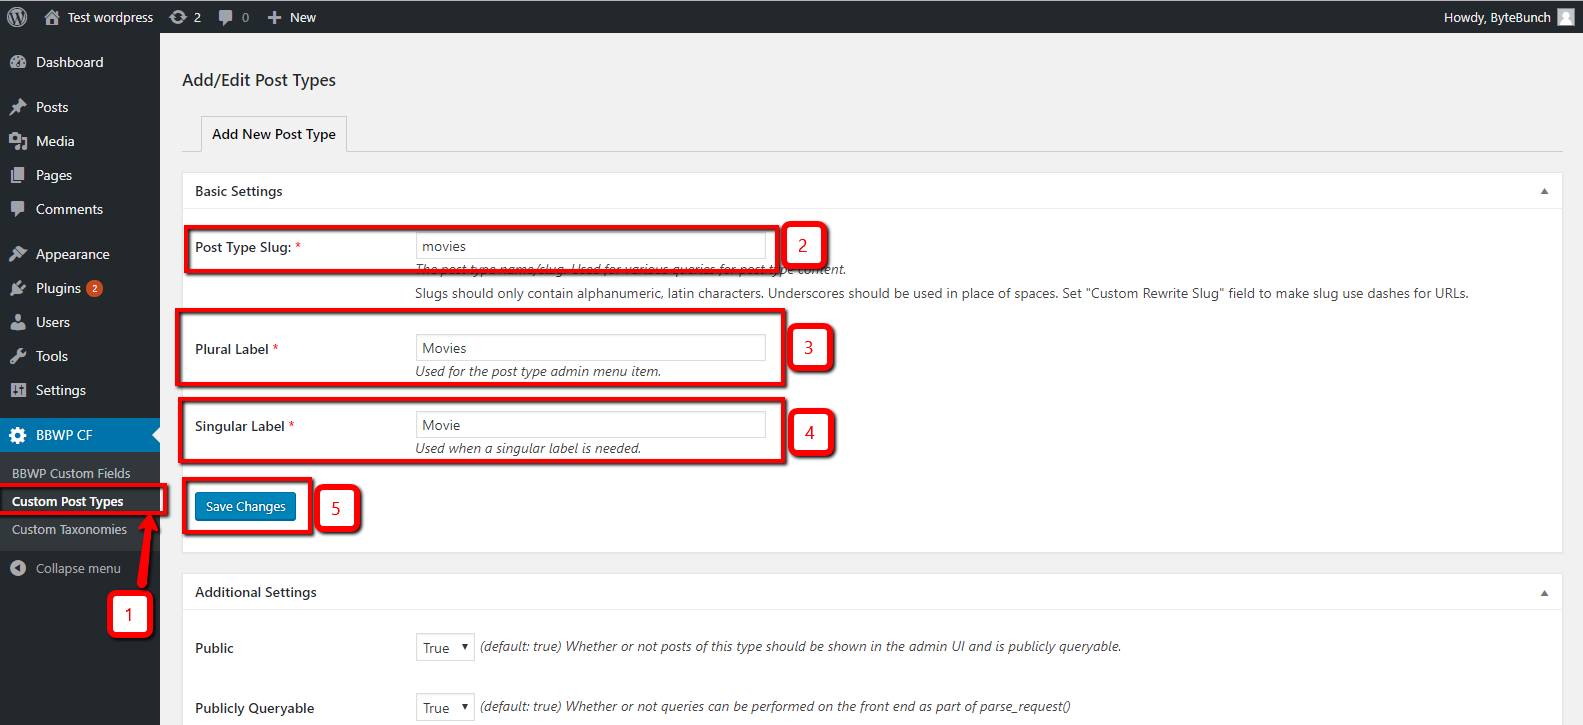 Test wordpress 2 0 New Howdy, ByteBunch
Dashboard
Posts
Media
Pages
Comments
Appearance
Plugins 2
Users
Tools
Settings
BBWP CF
BBWP Custom Fields
Custom Post Types
Custom Taxonomies
Collapse menu
1
Add/Edit Post Types
Add New Post Type
Basic Settings
Post Type Slug: * movies 2
The post type name/slug. Used for various queries for post type content.
Slugs should only contain alphanumeric, latin characters. Underscores should be used in place of spaces. Set "Custom Rewrite Slug" field to make slug use dashes for URLs.
Plural Label * Movies 3
Used for the post type admin menu item.
Singular Label * Movie 4
Used when a singular label is needed.
Save Changes 5
Additional Settings
Public True (default: true) Whether or not posts of this type should be shown in the admin UI and is publicly queryable.
Publicly Queryable True (default: true) Whether or not queries can be performed on the front end as part of parse_request()